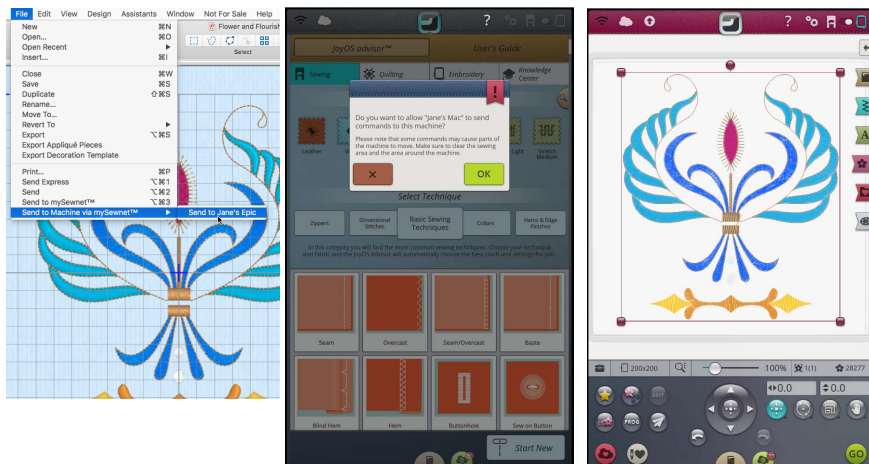 File Edit View Design Assistants Window Not For Sale Help
New ⌘N
Open... ⌘O
Open Recent
Insert... ⌘I
Close ⌘W
Save ⌘S
Duplicate ⇧⌘S
Rename...
Move To...
Revert To
Export ⌥⌘S
Export Appliqué Pieces
Export Decoration Template
Print... ⌘P
Send Express ⌥⌘1
Send ⌥⌘2
Send to mySewnet™ ⌥⌘3
Send to Machine via mySewnet™
Send to Jane's Epic
Flower and Flourish
Select
?
JoyOS advisor™
User's Guide
Sewing
Quilting
Embroidery
Knowledge
Center
!
Do you want to allow "Jane's Mac" to send
commands to this machine?
Please note that some commands may cause parts of
the machine to move. Make sure to clear the sewing
area and the area around the machine.
OK
Leather
Light
Stretch
Medium
Select Technique
Zippers
Dimensional
Stitches
Basic Sewing
Techniques
Collars
Hems & Edge
Finishes
In this category you will find the most common sewing techniques. Choose your technique
and fabric and the JoyOS Advisor will automatically choose the best stitch and settings for you.
Seam
Overcast
Seam/Overcast
Baste
Blind Hem
Hem
Buttonhole
Sew on Button
Start New
?
A
200x200
100%
1(1)
28277
EDIT
0.0
0.0
PROG
GO